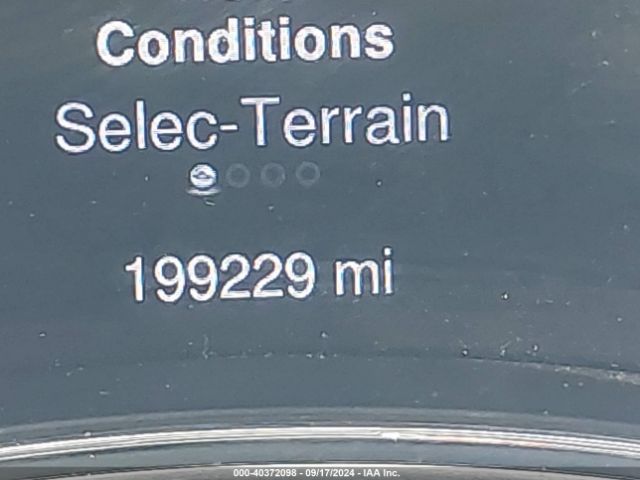 Conditions
Selec-Terrain
199229 mi
000-40372098 - 09/17/2024 - IAA Inc.